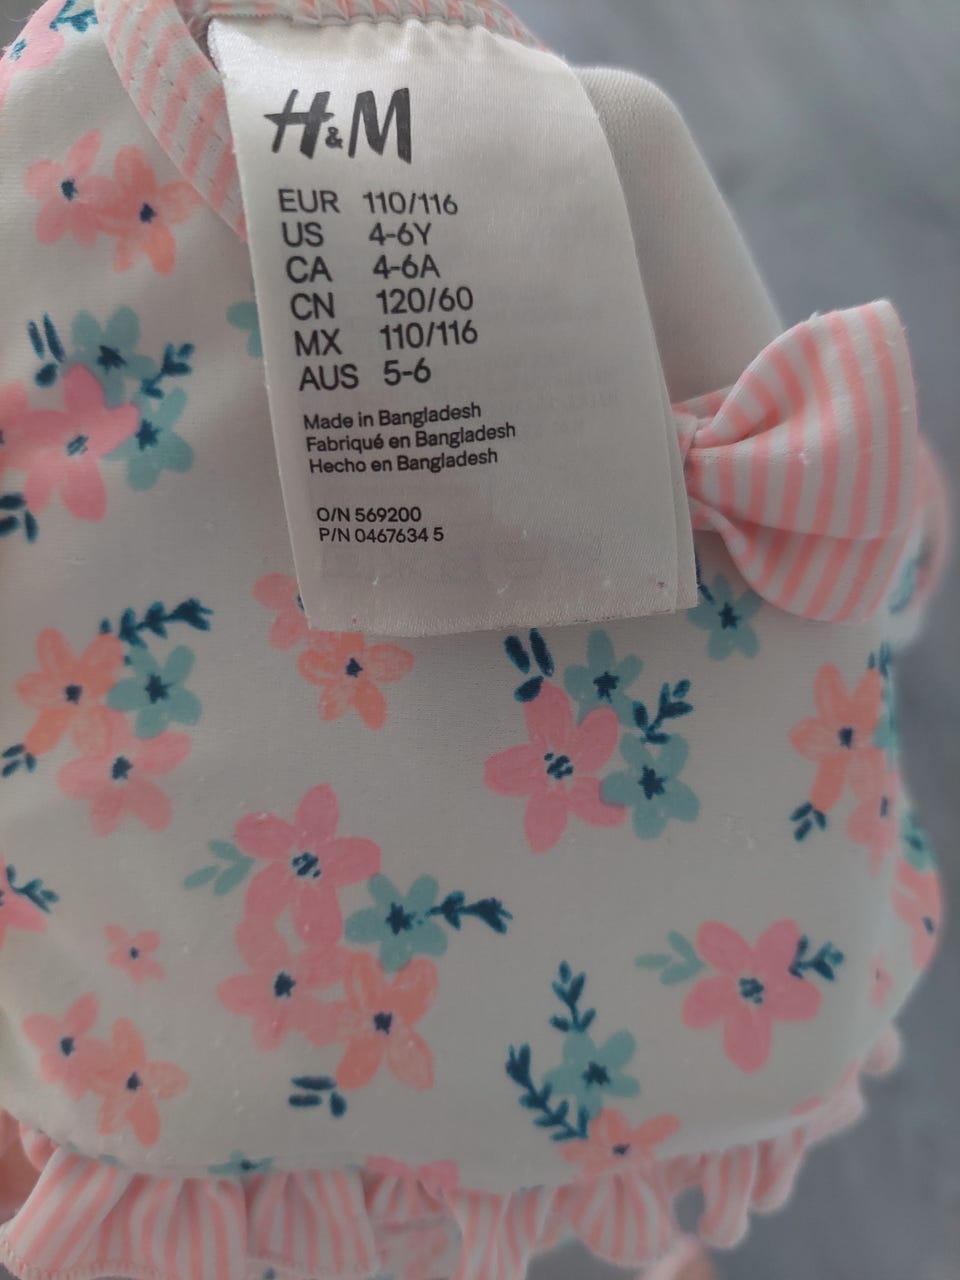 H&M
EUR 110/116
US 4-6Y
CA 4-6A
CN 120/60
MX 110/116
AUS 5-6
Made in Bangladesh
Fabriqué en Bangladesh
Hecho en Bangladesh
O/N 569200
P/N 0467634 5